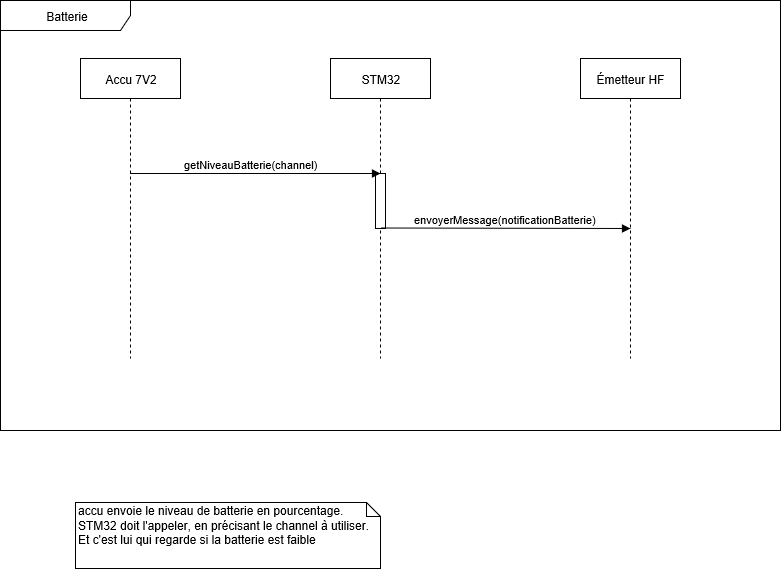 Batterie
Accu 7V2
STM32
Émetteur HF
getNiveauBatterie(channel)
envoyerMessage(notificationBatterie)
accu envoie le niveau de batterie en pourcentage.
STM32 doit l'appeler, en précisant le channel à utiliser.
Et c'est lui qui regarde si la batterie est faible